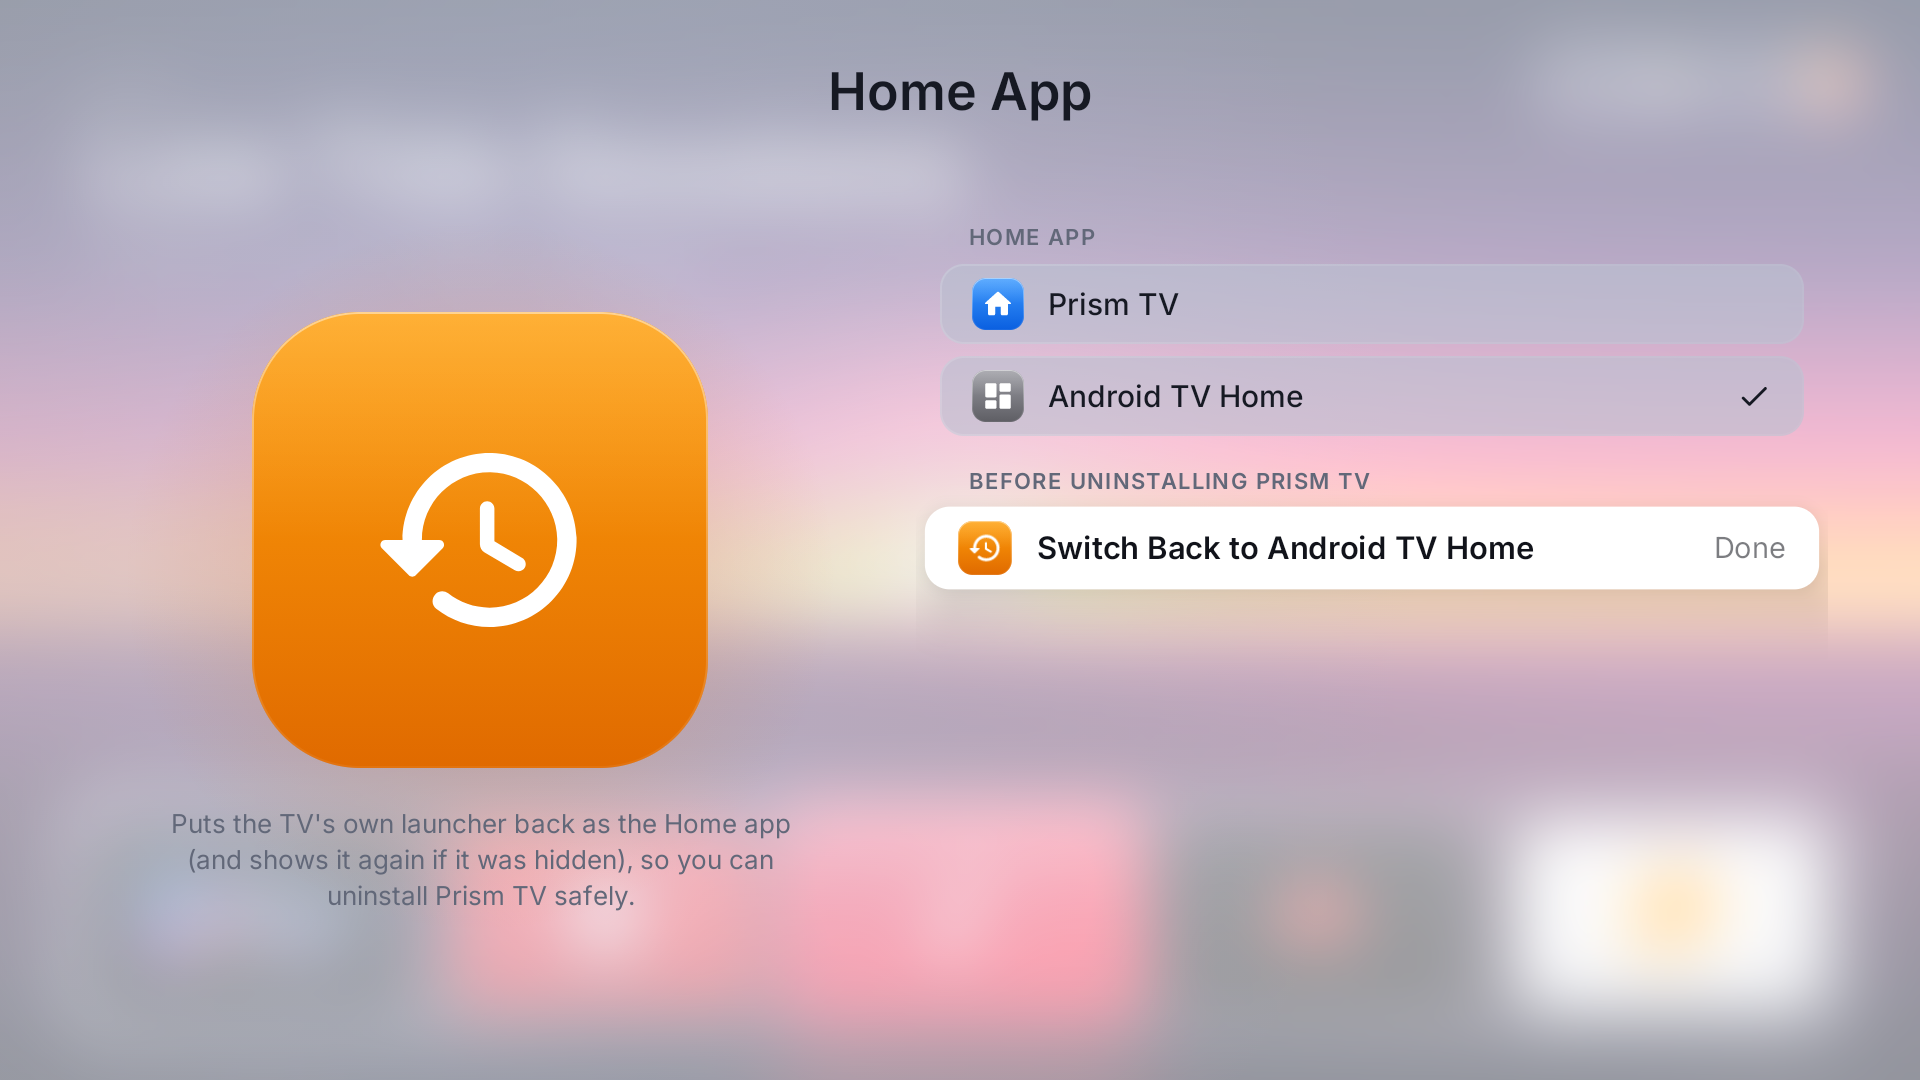 Home App
HOME APP
Prism TV
Android TV Home
BEFORE UNINSTALLING PRISM TV
Switch Back to Android TV Home Done
Puts the TV's own launcher back as the Home app
(and shows it again if it was hidden), so you can
uninstall Prism TV safely.